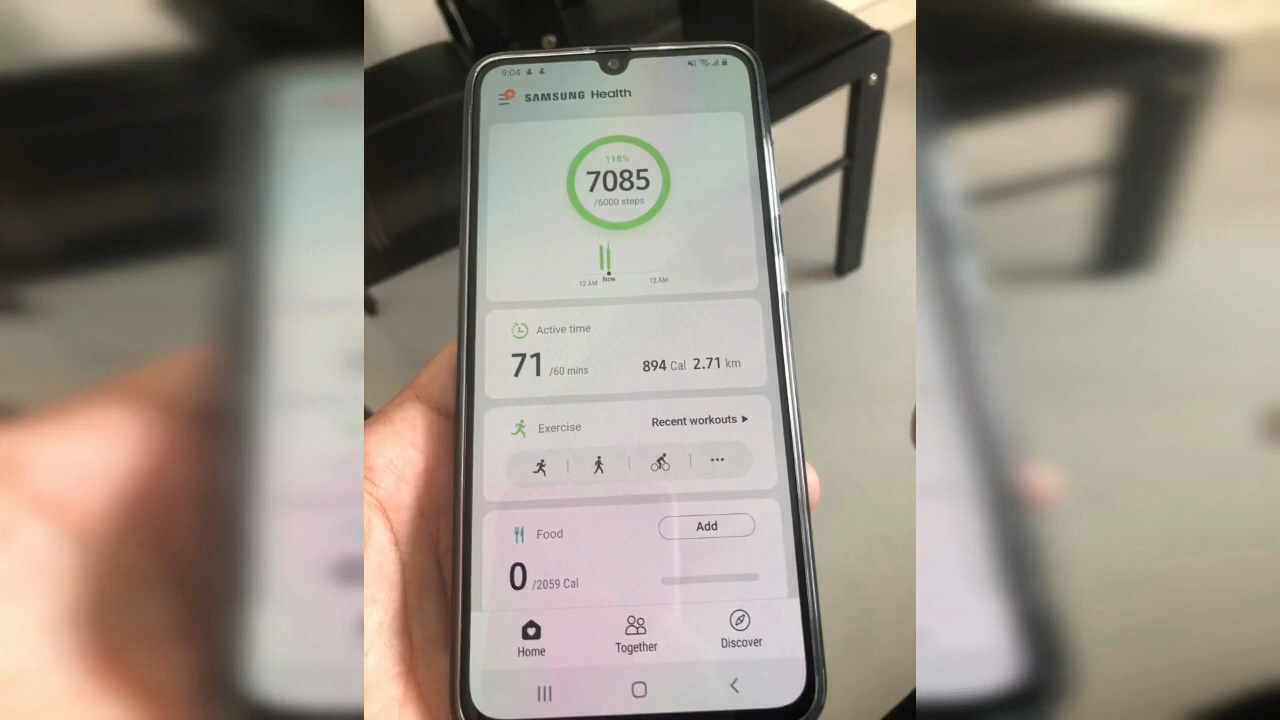 9:04
SAMSUNG Health
118%
7085
/6000 steps
12 AM Now 12 AM
Active time
71 /60 mins 894 Cal 2.71 km
Exercise Recent workouts
Food Add
0 /2059 Cal
Home Together Discover